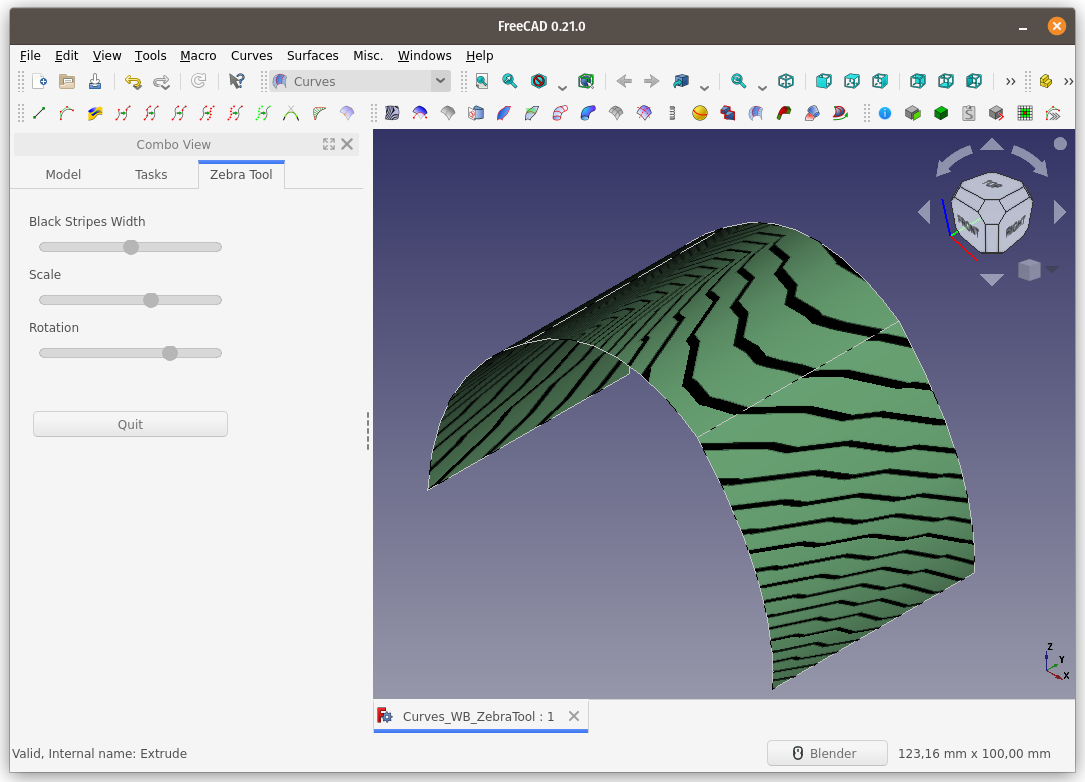 FreeCAD 0.21.0
File Edit View Tools Macro Curves Surfaces Misc. Windows Help
Curves
Combo View
Model Tasks Zebra Tool
Black Stripes Width
Scale
Rotation
Quit
TOP
FRONT RIGHT
Z
Y
X
Curves_WB_ZebraTool : 1
Valid, Internal name: Extrude Blender 123,16 mm x 100,00 mm